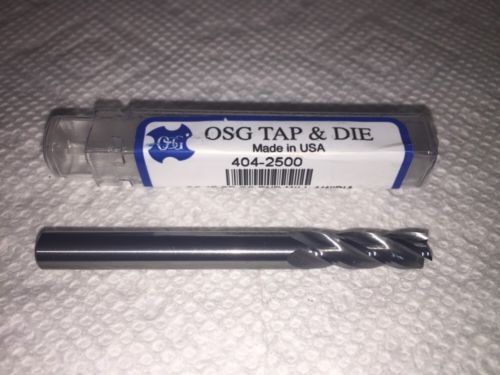 OSG
OSG TAP & DIE
Made in USA
404-2500